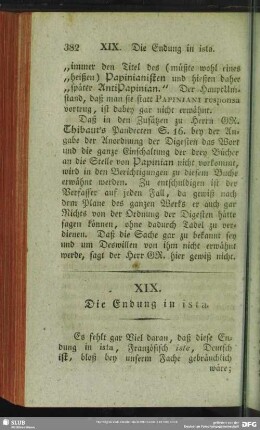 382 XIX. Die Endung in ista.
„immer den Titel des (müßte wohl eines
„heißen) Papinianisten und hießen daher
„später AntiPapinian.“ Der Hauptum-
stand, daß man sie statt PAPINIANI responsa
vortrug, ist dabey gar nicht erwähnt.
Daß in den Zusätzen zu Herrn GR.
Thibaut's Pandecten S. 16. bey der An-
gabe der Anordnung der Digesten das Wort
und die ganze Einschaltung der drey Bücher
an die Stelle von Papinian nicht vorkommt,
wird in den Berichtigungen zu diesem Buche
erwähnt werden. Zu entschuldigen ist der
Verfasser auf jeden Fall, da gewiß nach
dem Plane des ganzen Werks er auch gar
Nichts von der Ordnung der Digesten hätte
sagen können, ohne dadurch Tadel zu ver-
dienen. Daß die Sache gar zu bekannt sey
und um Deswillen von ihm nicht erwähnt
werde, sagt der Herr GR. hier gewiß nicht.
XIX.
Die Endung in ista.
Es fehlt gar Viel daran, daß diese En-
dung in ista, Französisch iste, Deutsch
ist, bloß bey unserm Fache gebräuchlich
wäre;
SLUB
DFG